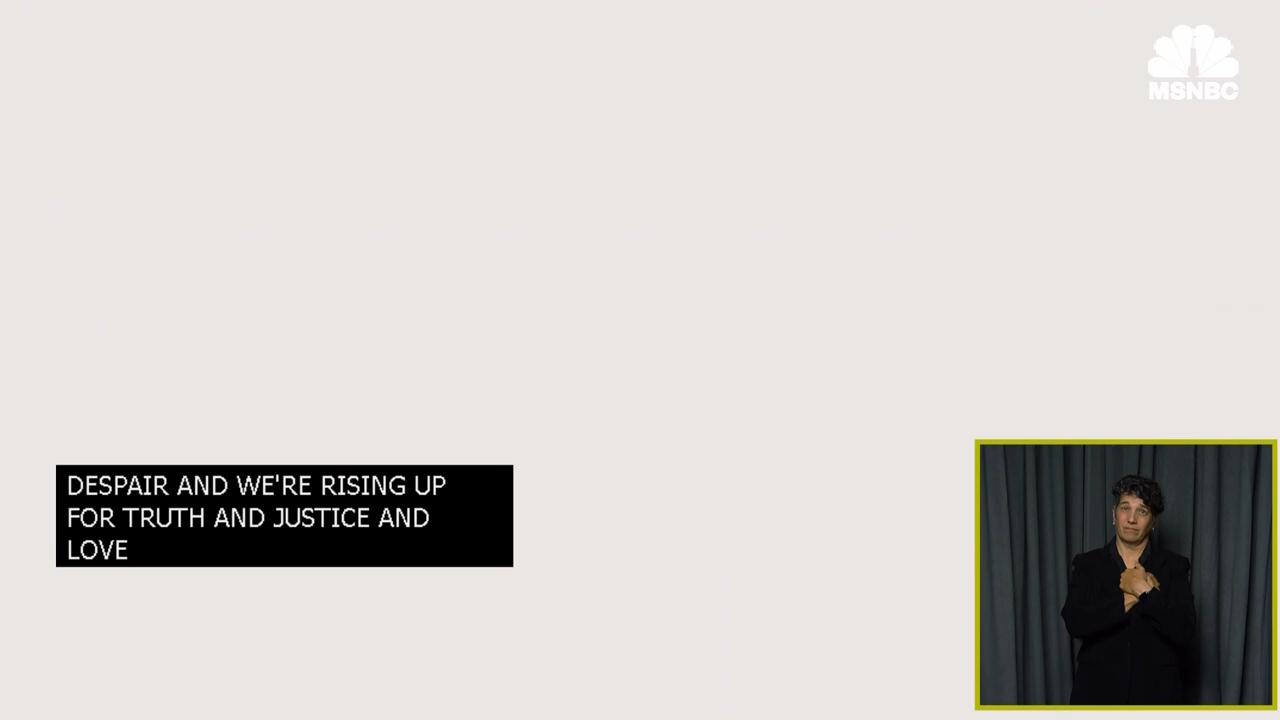 MSNBC
DESPAIR AND WE'RE RISING UP
FOR TRUTH AND JUSTICE AND
LOVE